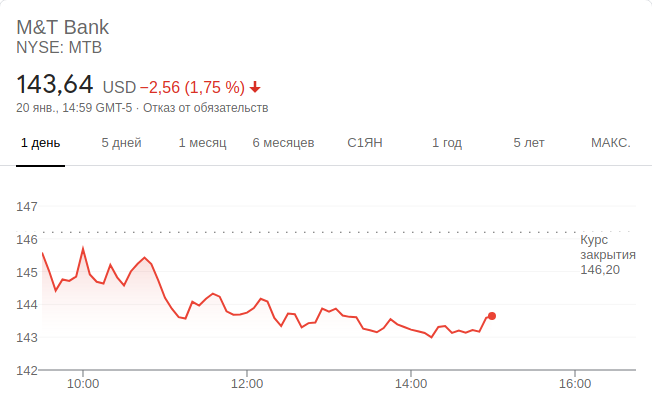 M&T Bank
NYSE: MTB
143,64 USD −2,56 (1,75 %)
20 янв., 14:59 GMT-5 · Отказ от обязательств
1 день 5 дней 1 месяц 6 месяцев С1ЯН 1 год 5 лет МАКС.
147
146
145
144
143
142
Курс
закрытия
146,20
10:00 12:00 14:00 16:00